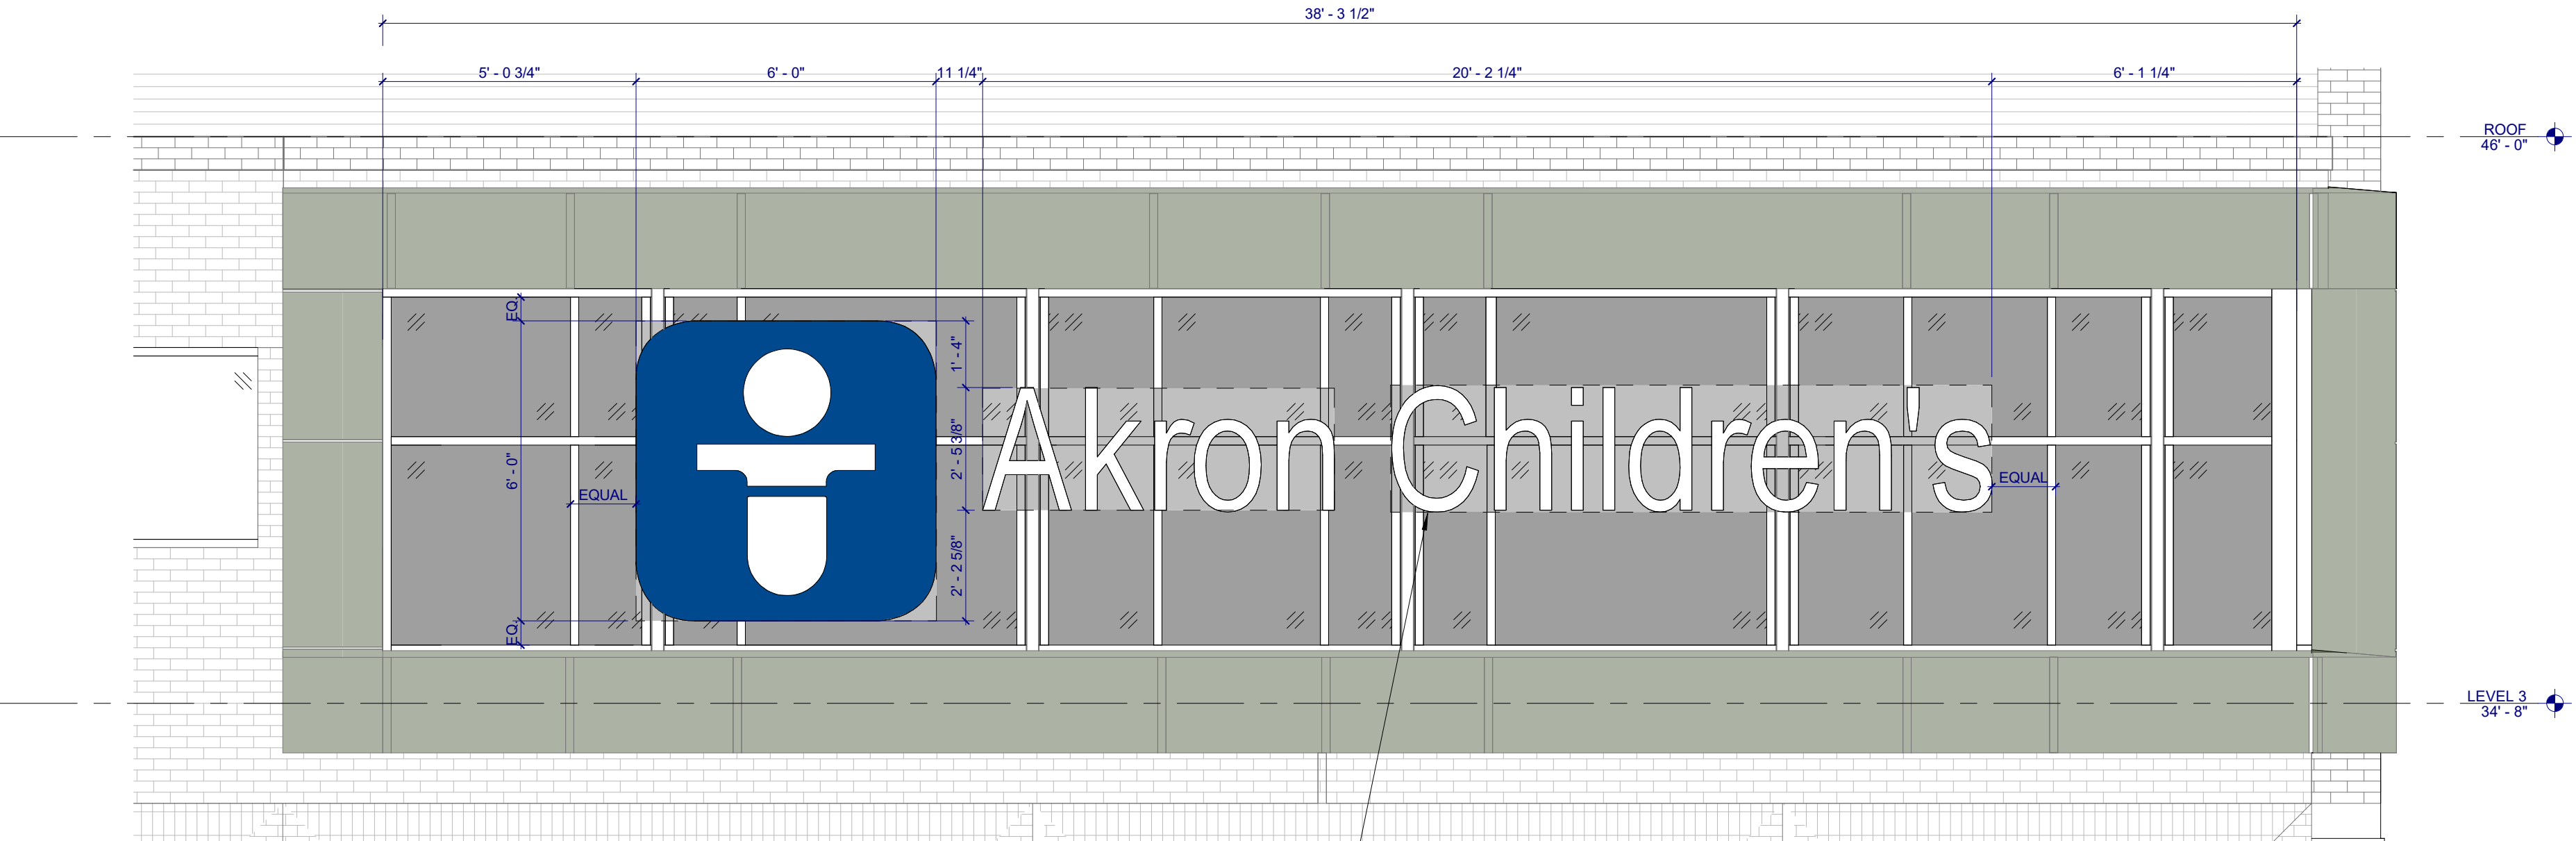 38' - 3 1/2"
5' - 0 3/4"
6' - 0"
11 1/4"
20' - 2 1/4"
6' - 1 1/4"
ROOF
46' - 0"
EQ.
1' - 4"
Akron Children's
2' - 5 3/8"
6' - 0"
EQUAL
EQUAL
2' - 2 5/8"
EQ.
LEVEL 3
34' - 8"